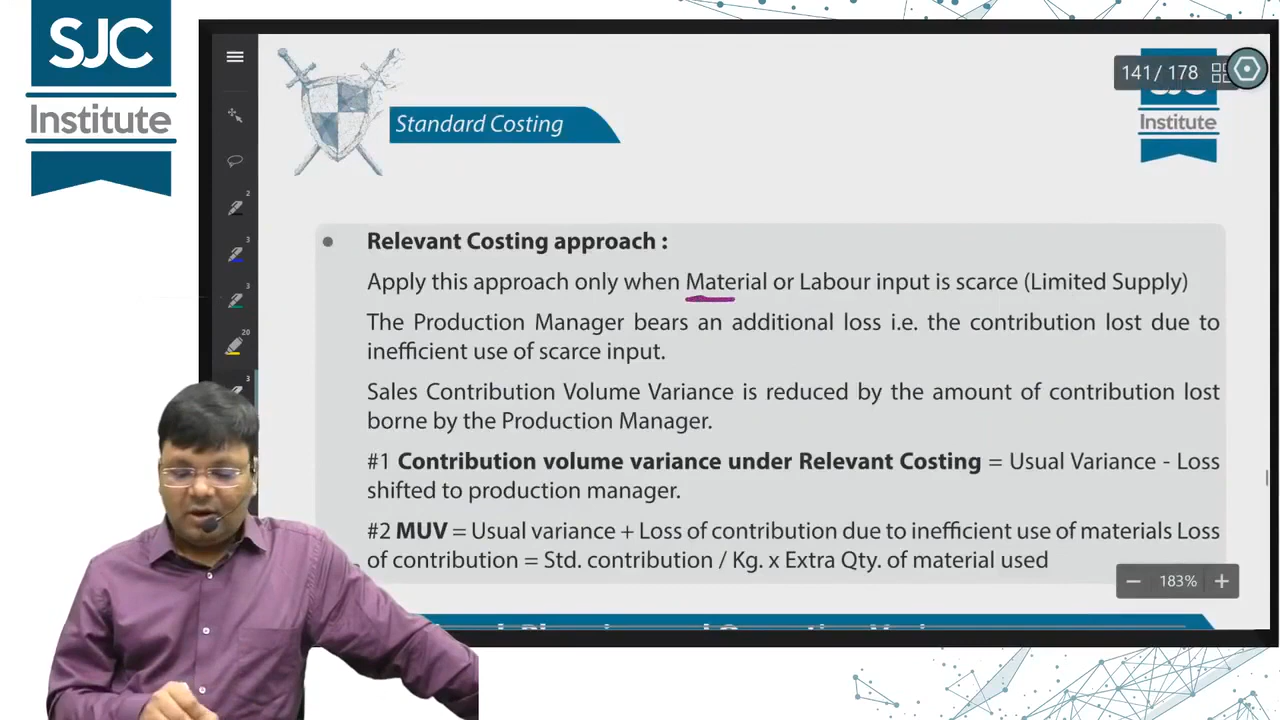 SJC
Institute
141 / 178
Institute
Standard Costing
2
3
3
20
3
Relevant Costing approach :
Apply this approach only when Material or Labour input is scarce (Limited Supply)
The Production Manager bears an additional loss i.e. the contribution lost due to
inefficient use of scarce input.
Sales Contribution Volume Variance is reduced by the amount of contribution lost
borne by the Production Manager.
#1 Contribution volume variance under Relevant Costing = Usual Variance - Loss
shifted to production manager.
#2 MUV = Usual variance + Loss of contribution due to inefficient use of materials Loss
of contribution = Std. contribution / Kg. x Extra Qty. of material used
183%